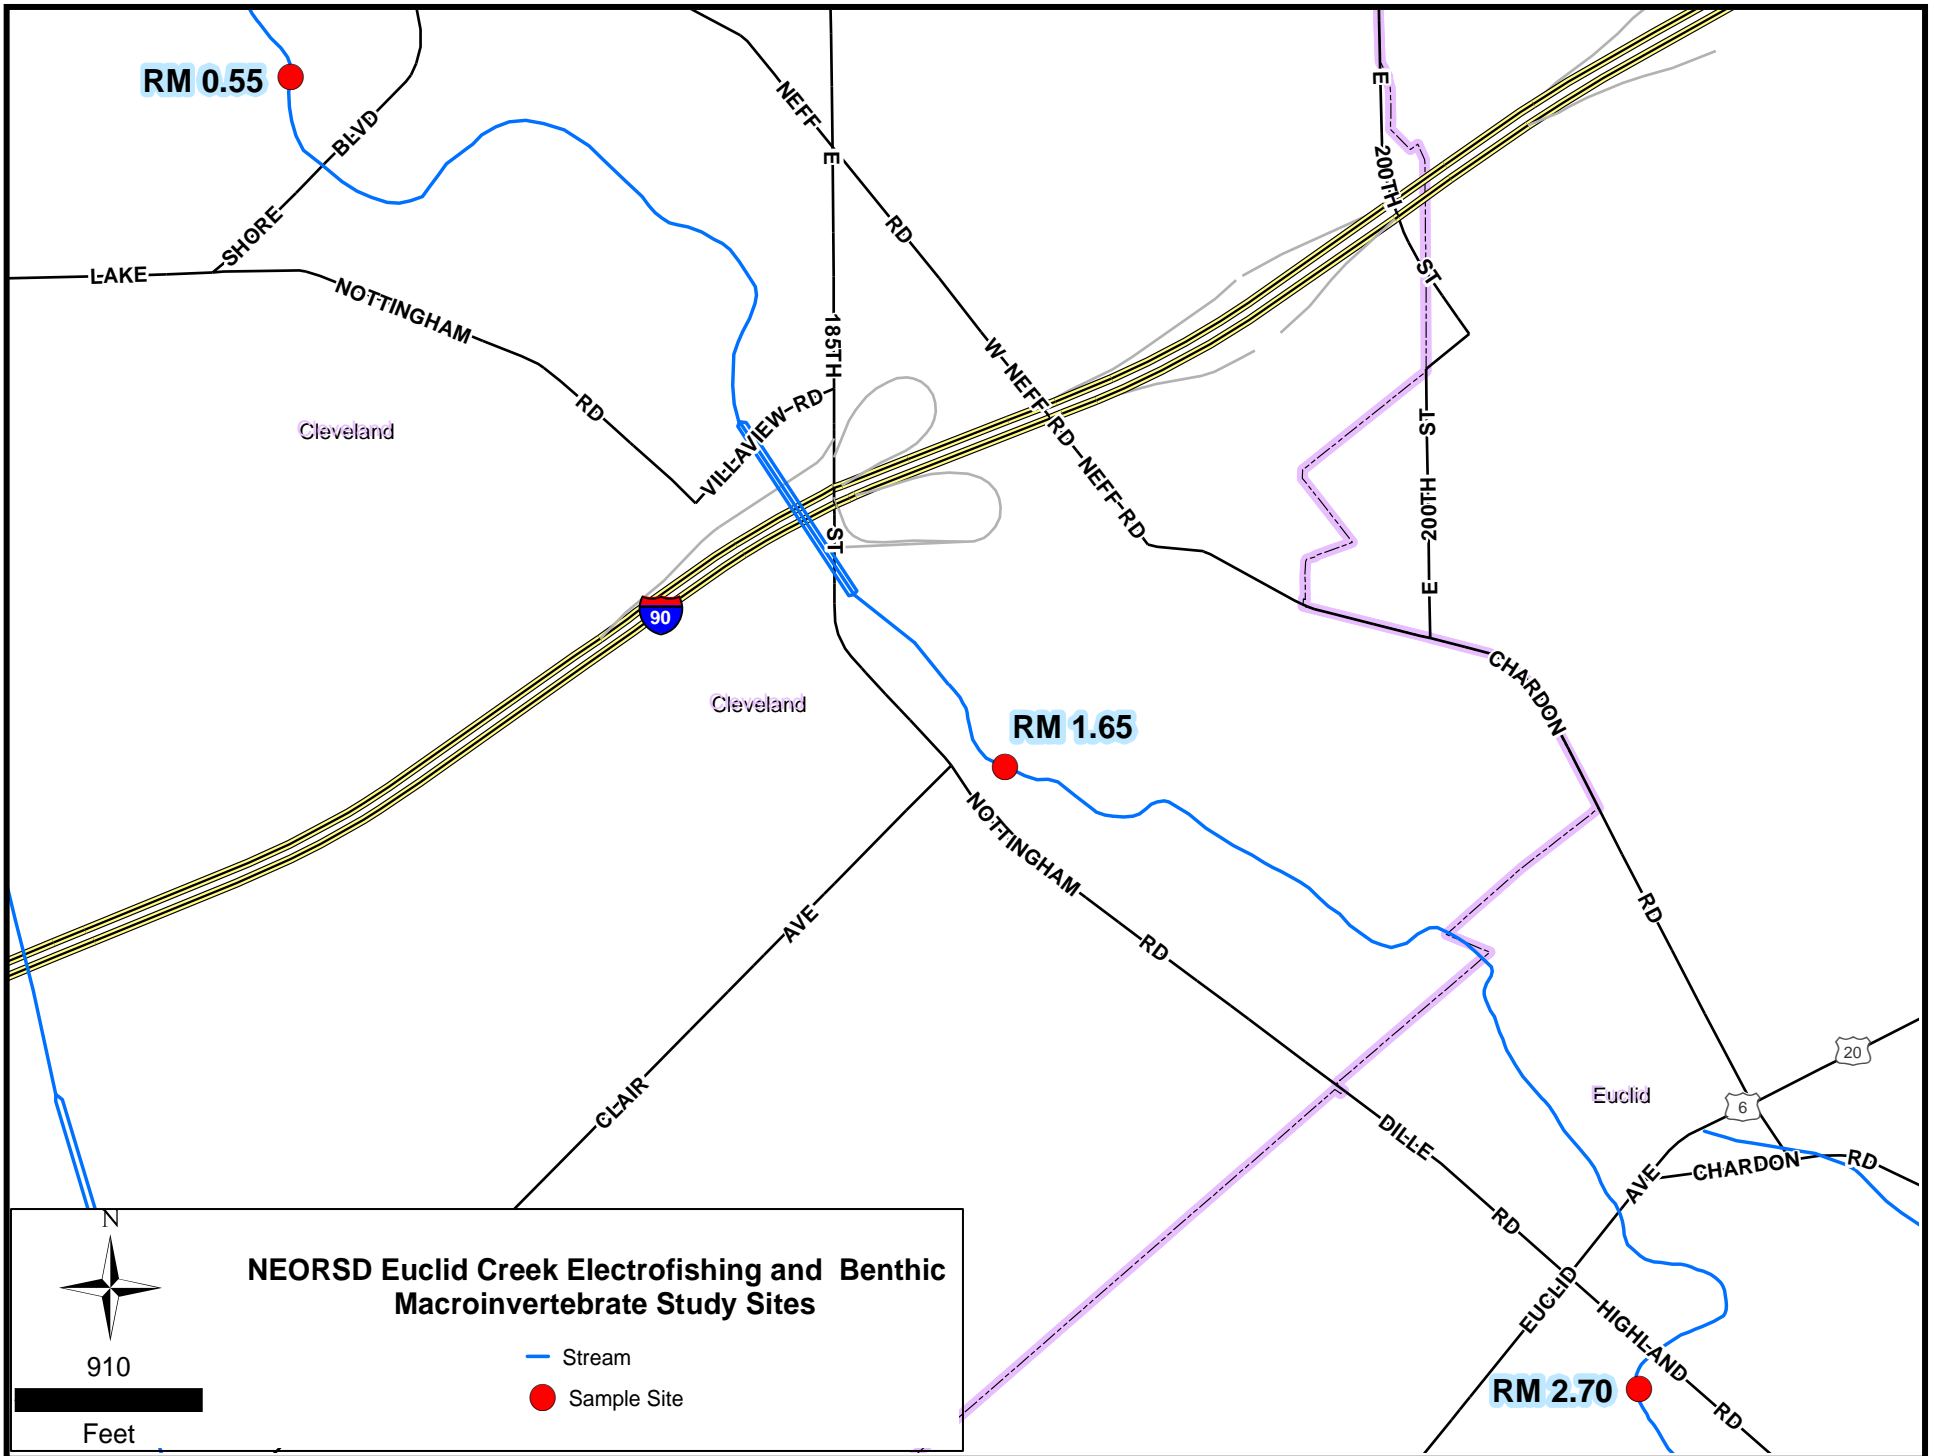 RM 0.55
SHORE BLVD
NEFF RD
E 185TH ST
E 200TH ST
LAKE
NOTTINGHAM RD
VILLAVIEW RD
W NEFF RD NEFF RD
Cleveland
E 200TH ST
90
Cleveland
RM 1.65
CHARDON RD
NOTTINGHAM RD
CLAIR AVE
Euclid
20
6
DILLE RD
CHARDON RD
EUCLID AVE
HIGHLAND RD
RM 2.70
N
910
Feet
NEORSD Euclid Creek Electrofishing and Benthic
Macroinvertebrate Study Sites
Stream
Sample Site